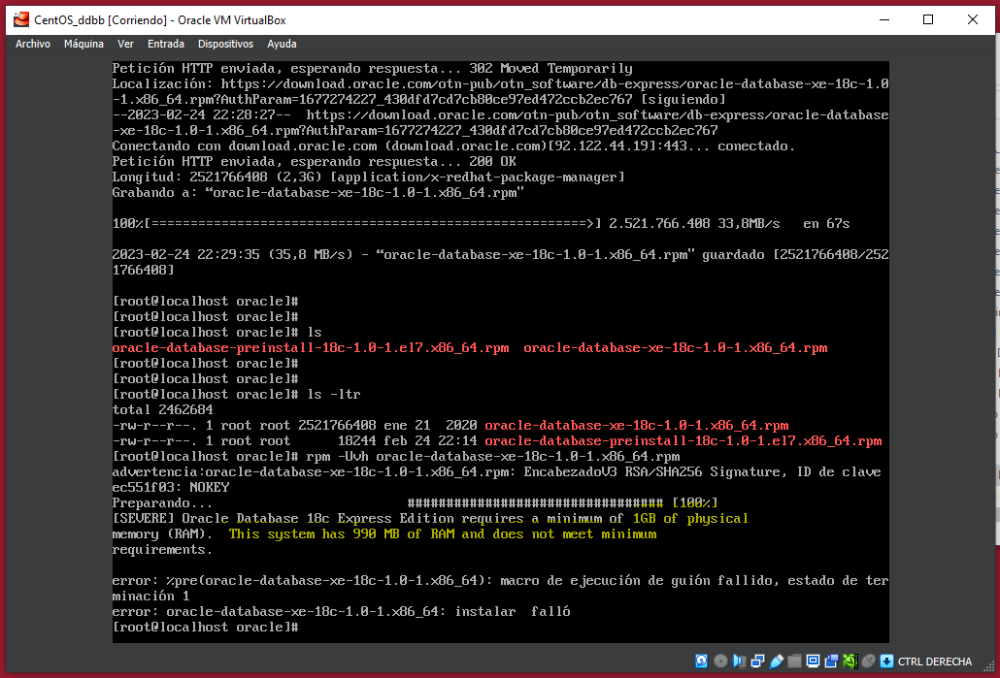 CentOS_ddbb [Corriendo] - Oracle VM VirtualBox
Archivo Máquina Ver Entrada Dispositivos Ayuda
Petición HTTP enviada, esperando respuesta... 302 Moved Temporarily
Localización: https://download.oracle.com/otn-pub/otn_software/db-express/oracle-database-xe-18c-1.0
-1.x86_64.rpm?AuthParam=1677274227_430dfd7cd7cb80ce97ed472ccb2ec767 [siguiendo]
--2023-02-24 22:28:27--  https://download.oracle.com/otn-pub/otn_software/db-express/oracle-database
-xe-18c-1.0-1.x86_64.rpm?AuthParam=1677274227_430dfd7cd7cb80ce97ed472ccb2ec767
Conectando con download.oracle.com (download.oracle.com)[92.122.44.19]:443... conectado.
Petición HTTP enviada, esperando respuesta... 200 OK
Longitud: 2521766408 (2,3G) [application/x-redhat-package-manager]
Grabando a: “oracle-database-xe-18c-1.0-1.x86_64.rpm”
100%[========================================================>] 2.521.766.408 33,8MB/s   en 67s
2023-02-24 22:29:35 (35,8 MB/s) - “oracle-database-xe-18c-1.0-1.x86_64.rpm” guardado [2521766408/252
1766408]
[root@localhost oracle]#
[root@localhost oracle]#
[root@localhost oracle]# ls
oracle-database-preinstall-18c-1.0-1.el7.x86_64.rpm  oracle-database-xe-18c-1.0-1.x86_64.rpm
[root@localhost oracle]#
[root@localhost oracle]#
[root@localhost oracle]# ls -ltr
total 2462684
-rw-r--r--. 1 root root 2521766408 ene 21  2020 oracle-database-xe-18c-1.0-1.x86_64.rpm
-rw-r--r--. 1 root root      18244 feb 24 22:14 oracle-database-preinstall-18c-1.0-1.el7.x86_64.rpm
[root@localhost oracle]# rpm -Uvh oracle-database-xe-18c-1.0-1.x86_64.rpm
advertencia:oracle-database-xe-18c-1.0-1.x86_64.rpm: EncabezadoV3 RSA/SHA256 Signature, ID de clave
ec551f03: NOKEY
Preparando...                         ################################# [100%]
[SEVERE] Oracle Database 18c Express Edition requires a minimum of 1GB of physical
memory (RAM).  This system has 990 MB of RAM and does not meet minimum
requirements.
error: %pre(oracle-database-xe-18c-1.0-1.x86_64): macro de ejecución de guión fallido, estado de ter
minación 1
error: oracle-database-xe-18c-1.0-1.x86_64: instalar  falló
[root@localhost oracle]#
CTRL DERECHA